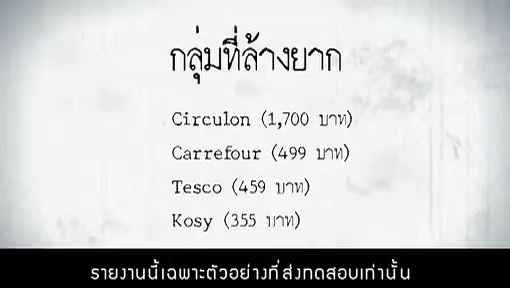 กลุ่มที่ล้างยาก
Circulon (1,700 บาท)
Carrefour (499 บาท)
Tesco (459 บาท)
Kosy (355 บาท)
รายงานนี้เฉพาะตัวอย่างที่ส่งทดสอบเท่านั้น